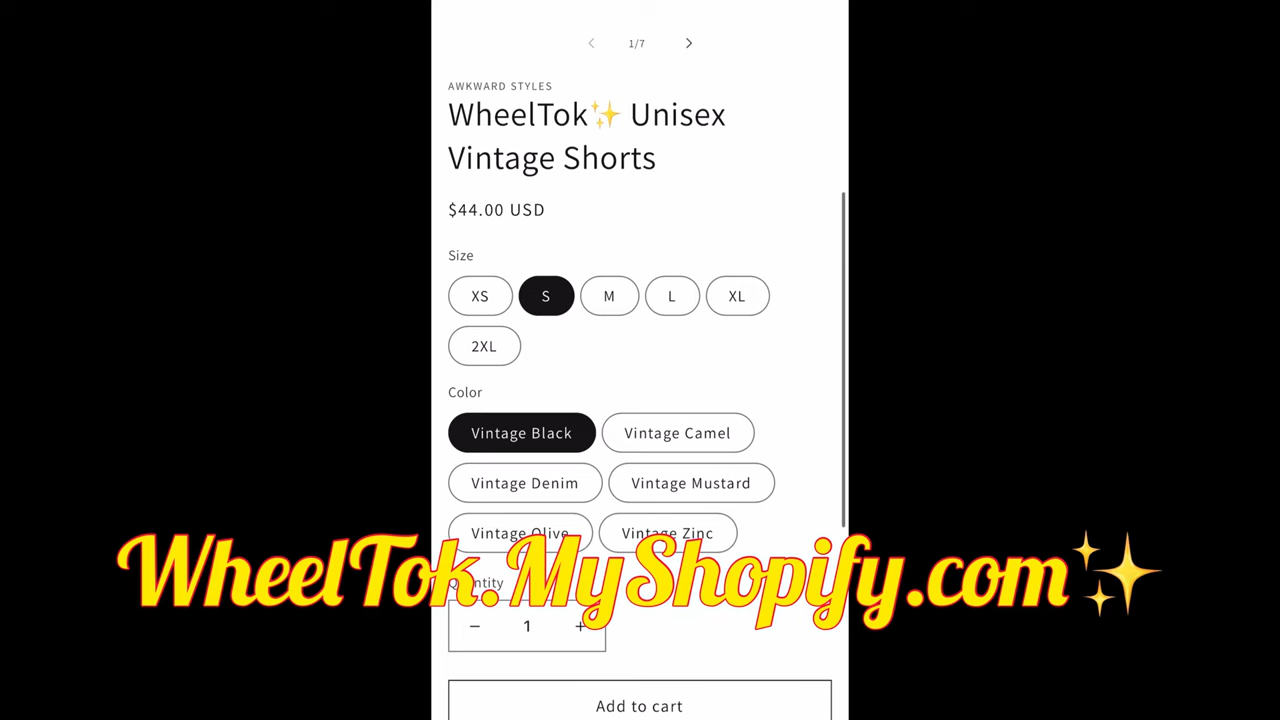 1/7
AWKWARD STYLES
WheelTok✨ Unisex
Vintage Shorts
$44.00 USD
Size
XS S M L XL
2XL
Color
Vintage Black Vintage Camel
Vintage Denim Vintage Mustard
Vintage Olive Vintage Zinc
WheelTok.MyShopify.com✨
Quantity
− 1 +
Add to cart